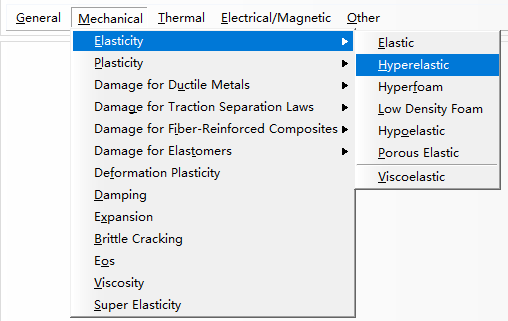 General Mechanical Thermal Electrical/Magnetic Other
Elasticity
Plasticity
Damage for Ductile Metals
Damage for Traction Separation Laws
Damage for Fiber-Reinforced Composites
Damage for Elastomers
Deformation Plasticity
Damping
Expansion
Brittle Cracking
Eos
Viscosity
Super Elasticity
Elastic
Hyperelastic
Hyperfoam
Low Density Foam
Hypoelastic
Porous Elastic
Viscoelastic